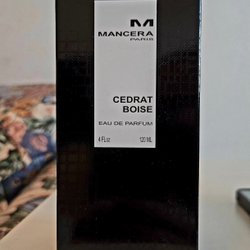 M
MANCERA
PARIS
CEDRAT
BOISE
EAU DE PARFUM
4 Fl.oz 120 ML